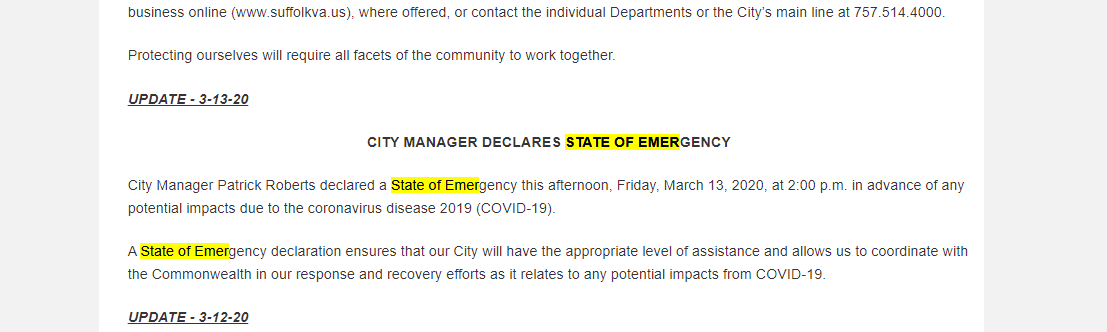 business online (www.suffolkva.us), where offered, or contact the individual Departments or the City's main line at 757.514.4000.
Protecting ourselves will require all facets of the community to work together.
UPDATE - 3-13-20
CITY MANAGER DECLARES STATE OF EMERGENCY
City Manager Patrick Roberts declared a State of Emergency this afternoon, Friday, March 13, 2020, at 2:00 p.m. in advance of any
potential impacts due to the coronavirus disease 2019 (COVID-19).
A State of Emergency declaration ensures that our City will have the appropriate level of assistance and allows us to coordinate with
the Commonwealth in our response and recovery efforts as it relates to any potential impacts from COVID-19.
UPDATE - 3-12-20